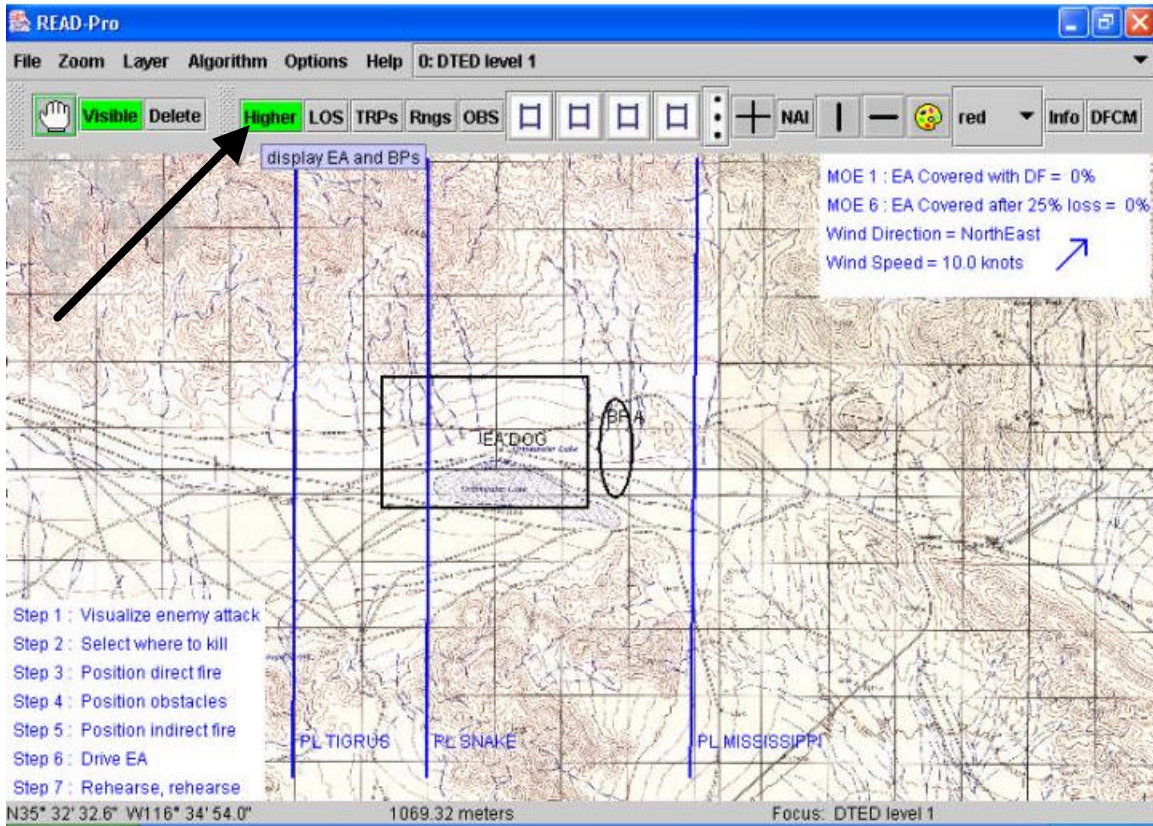 READ-Pro
File Zoom Layer Algorithm Options Help 0: DTED level 1
Visible Delete Higher LOS TRPs Rngs OBS NAI red Info DFCM
display EA and BPs
MOE 1 : EA Covered with DF = 0%
MOE 6 : EA Covered after 25% loss = 0%
Wind Direction = NorthEast
Wind Speed = 10.0 knots
BP A
EA DOG
Step 1 : Visualize enemy attack
Step 2 : Select where to kill
Step 3 : Position direct fire
Step 4 : Position obstacles
Step 5 : Position indirect fire
Step 6 : Drive EA
Step 7 : Rehearse, rehearse
PL TIGRUS PL SNAKE PL MISSISSIPPI
N35° 32' 32.6" W116° 34' 54.0" 1069.32 meters Focus: DTED level 1